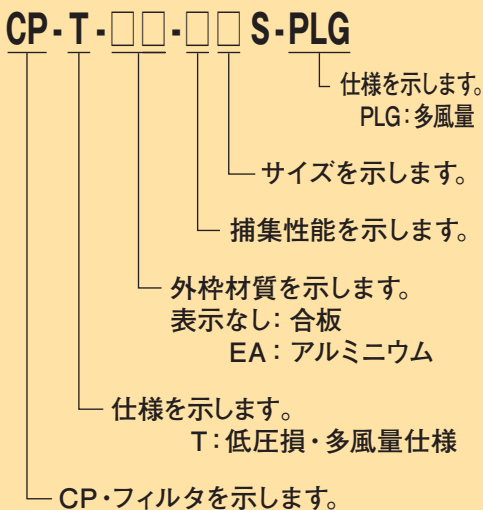 CP-T-□□-□□S-PLG
仕様を示します。
PLG：多風量
サイズを示します。
捕集性能を示します。
外枠材質を示します。
表示なし：合板
EA：アルミニウム
仕様を示します。
T：低圧損・多風量仕様
CP・フィルタを示します。